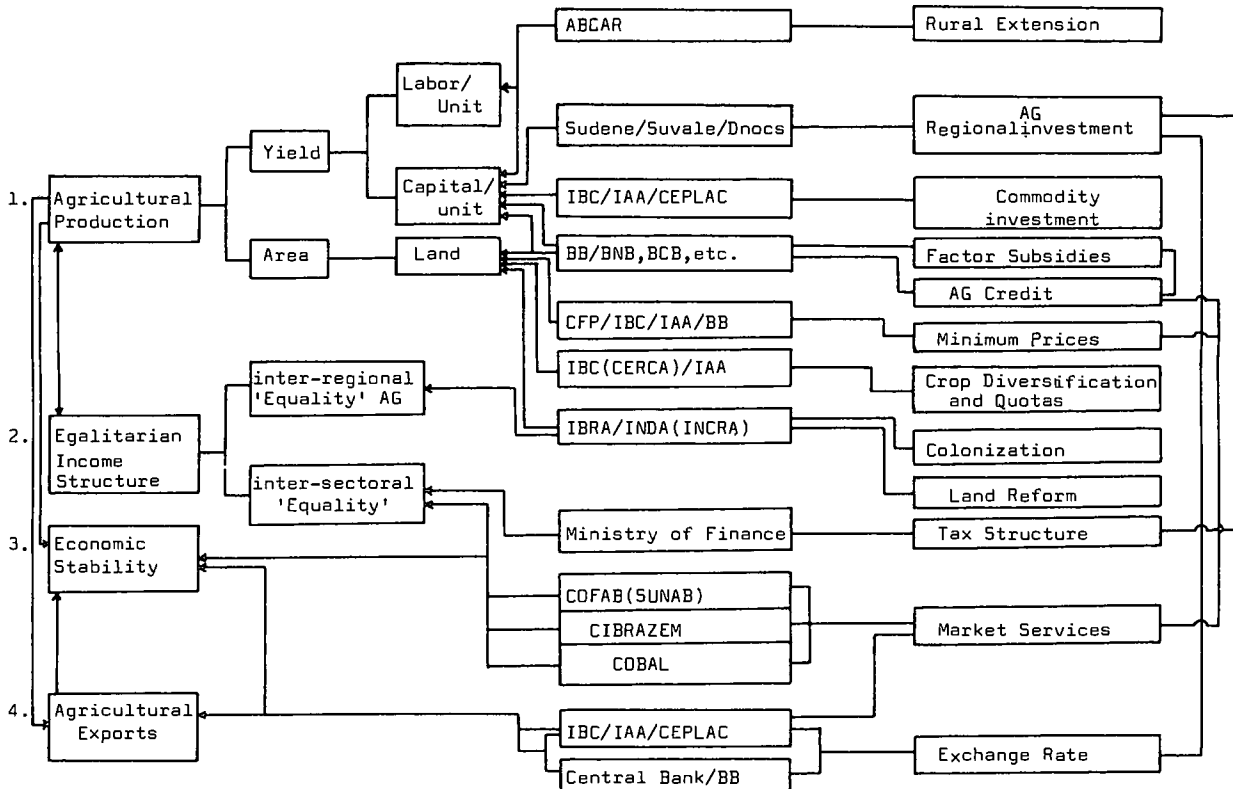 1.
Agricultural
Production
2.
Egalitarian
Income
Structure
3.
Economic
Stability
4.
Agricultural
Exports
Yield
Area
inter-regional
'Equality' AG
inter-sectoral
'Equality'
Labor/
Unit
Capital/
unit
Land
ABCAR
Sudene/Suvale/Dnocs
IBC/IAA/CEPLAC
BB/BNB,BCB,etc.
CFP/IBC/IAA/BB
IBC(CERCA)/IAA
IBRA/INDA(INCRA)
Ministry of Finance
COFAB(SUNAB)
CIBRAZEM
COBAL
IBC/IAA/CEPLAC
Central Bank/BB
Rural Extension
AG
Regionalinvestment
Commodity
investment
Factor Subsidies
AG Credit
Minimum Prices
Crop Diversification
and Quotas
Colonization
Land Reform
Tax Structure
Market Services
Exchange Rate